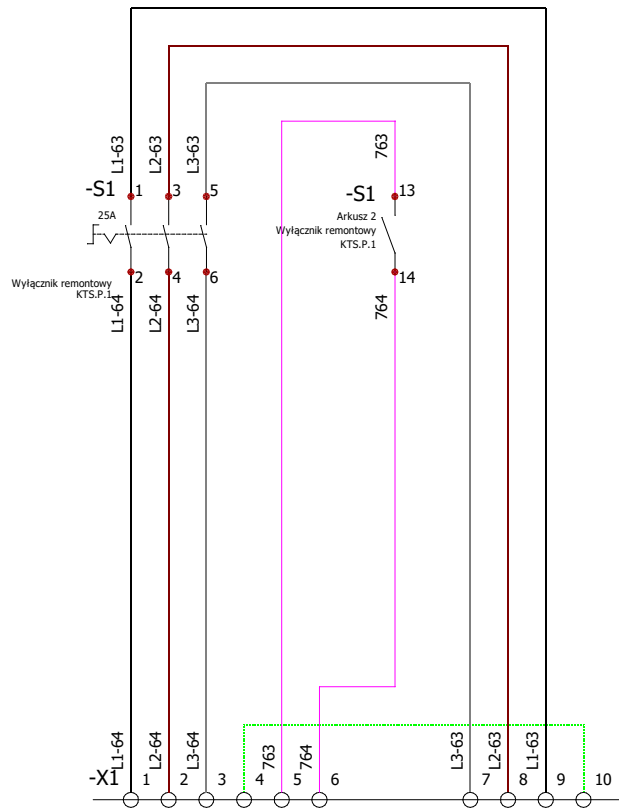 L1-63
L2-63
L3-63
763
-S1
1
3
5
-S1
13
25A
Arkusz 2
Wyłącznik remontowy
KTS.P.1
2
4
6
14
Wyłącznik remontowy
KTS.P.1
L1-64
L2-64
L3-64
764
L1-64
L2-64
L3-64
763
764
L3-63
L2-63
L1-63
-X1
1
2
3
4
5
6
7
8
9
10